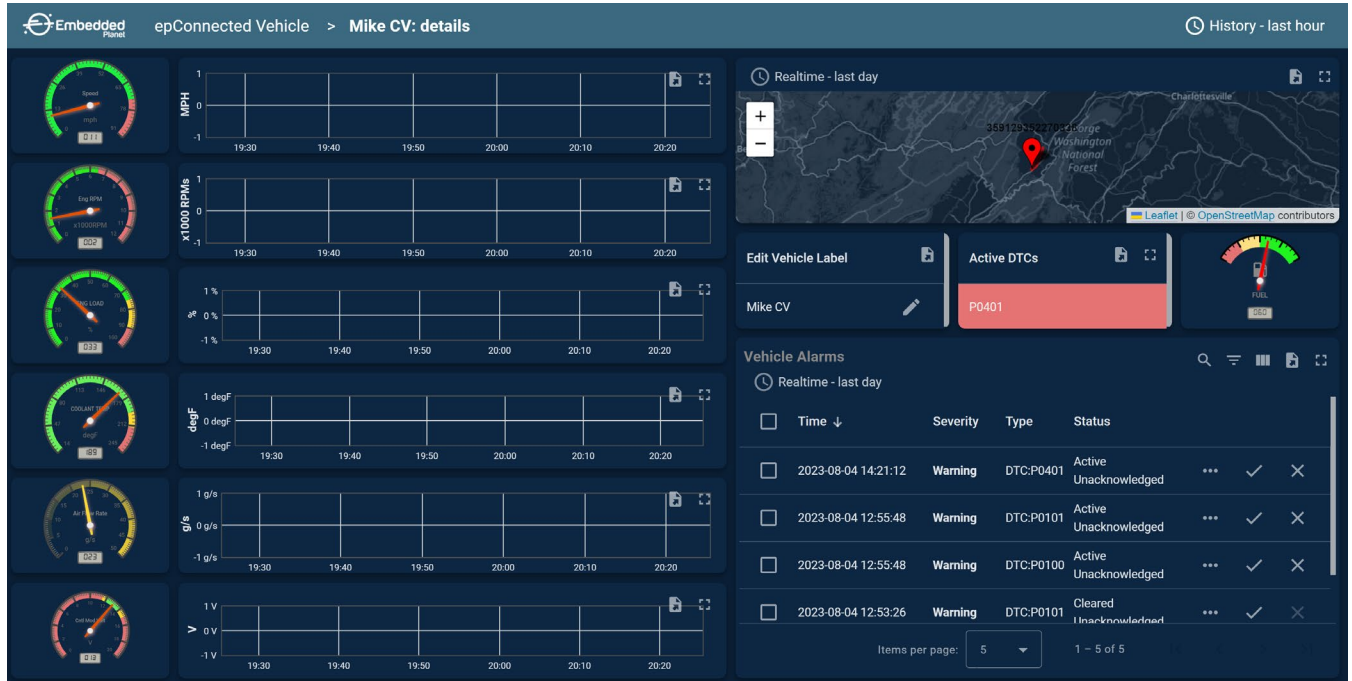 Embedded
Planet
epConnected Vehicle > Mike CV: details
History - last hour
Speed
mph
011
MPH
1
0
-1
19:30 19:40 19:50 20:00 20:10 20:20
Eng RPM
x1000RPM
002
x1000 RPMs
1
0
-1
19:30 19:40 19:50 20:00 20:10 20:20
ENG LOAD
%
033
%
1 %
0 %
-1 %
19:30 19:40 19:50 20:00 20:10 20:20
COOLANT
degF
189
degF
1 degF
0 degF
-1 degF
19:30 19:40 19:50 20:00 20:10 20:20
Air Flow Rate
g/s
023
g/s
1 g/s
0 g/s
-1 g/s
19:30 19:40 19:50 20:00 20:10 20:20
V
013
V
1 V
0 V
-1 V
19:30 19:40 19:50 20:00 20:10 20:20
Realtime - last day
+
−
Charlottesville
Washington
National
Forest
Leaflet | © OpenStreetMap contributors
Edit Vehicle Label
Mike CV
Active DTCs
P0401
FUEL
060
Vehicle Alarms
Realtime - last day
Time ↓ Severity Type Status
2023-08-04 14:21:12 Warning DTC:P0401 Active
Unacknowledged
2023-08-04 12:55:48 Warning DTC:P0101 Active
Unacknowledged
2023-08-04 12:55:48 Warning DTC:P0100 Active
Unacknowledged
2023-08-04 12:53:26 Warning DTC:P0101 Cleared
Unacknowledged
Items per page: 5 1 – 5 of 5